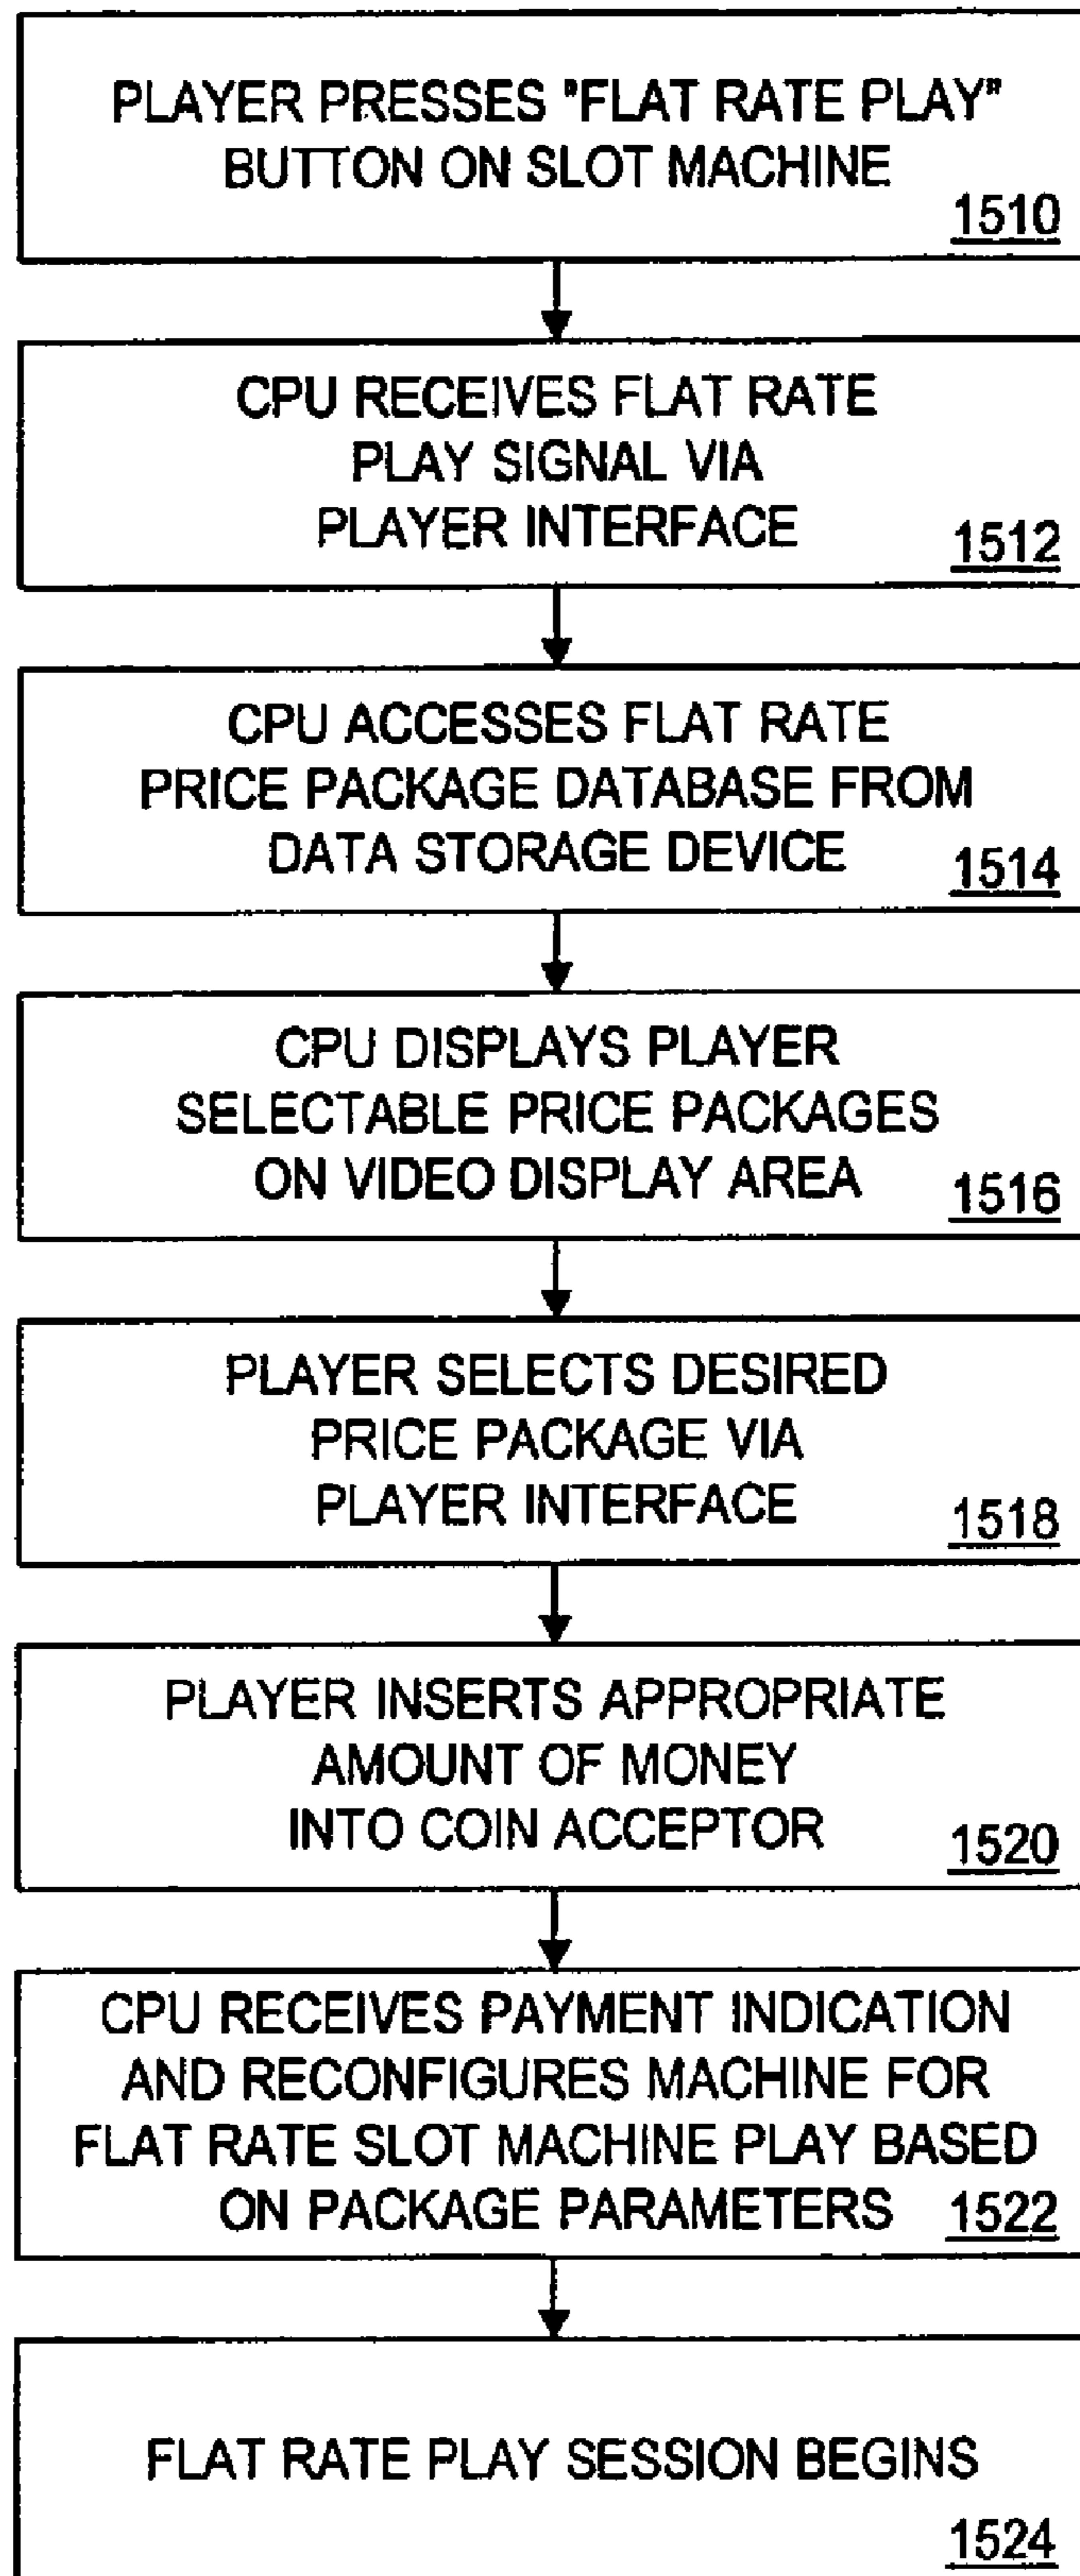 PLAYER PRESSES "FLAT RATE PLAY"
BUTTON ON SLOT MACHINE
1510
CPU RECEIVES FLAT RATE
PLAY SIGNAL VIA
PLAYER INTERFACE
1512
CPU ACCESSES FLAT RATE
PRICE PACKAGE DATABASE FROM
DATA STORAGE DEVICE
1514
CPU DISPLAYS PLAYER
SELECTABLE PRICE PACKAGES
ON VIDEO DISPLAY AREA
1516
PLAYER SELECTS DESIRED
PRICE PACKAGE VIA
PLAYER INTERFACE
1518
PLAYER INSERTS APPROPRIATE
AMOUNT OF MONEY
INTO COIN ACCEPTOR
1520
CPU RECEIVES PAYMENT INDICATION
AND RECONFIGURES MACHINE FOR
FLAT RATE SLOT MACHINE PLAY BASED
ON PACKAGE PARAMETERS
1522
FLAT RATE PLAY SESSION BEGINS
1524